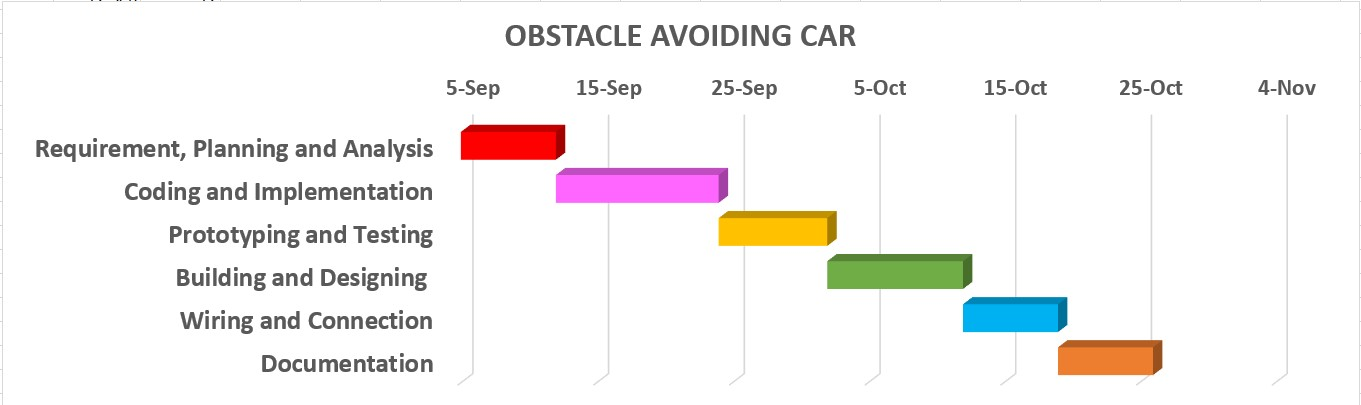 OBSTACLE AVOIDING CAR
5-Sep 15-Sep 25-Sep 5-Oct 15-Oct 25-Oct 4-Nov
Requirement, Planning and Analysis
Coding and Implementation
Prototyping and Testing
Building and Designing
Wiring and Connection
Documentation